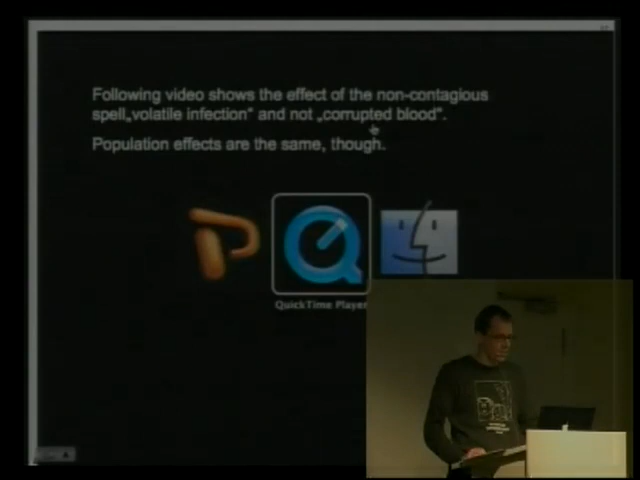 Following video shows the effect of the non-contagious
spell„volatile infection" and not „corrupted blood".
Population effects are the same, though.
QuickTime Player